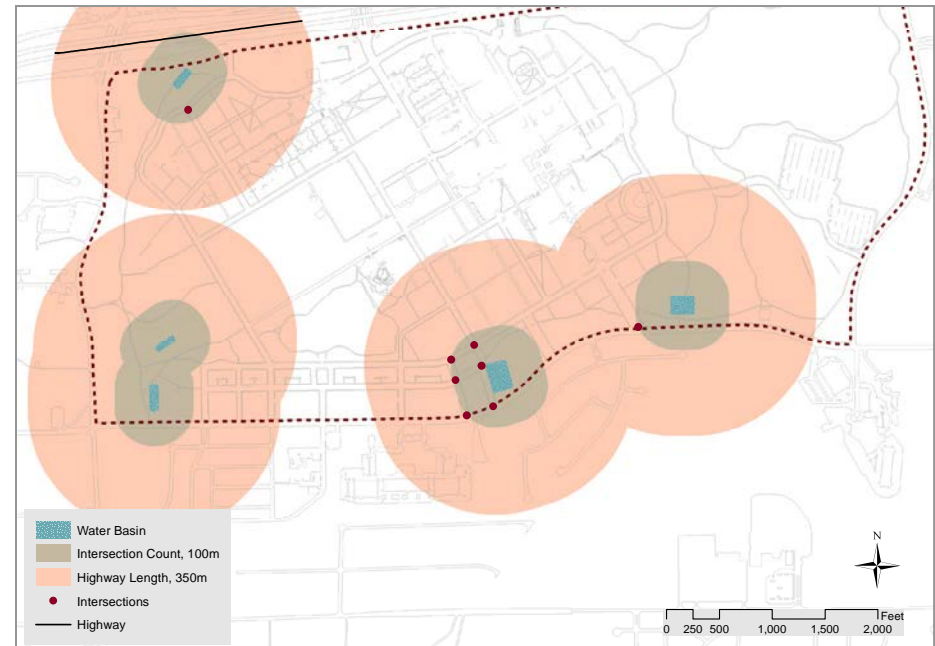 N
Water Basin
Intersection Count, 100m
Highway Length, 350m
Intersections
Highway
Feet
0 250 500 1,000 1,500 2,000